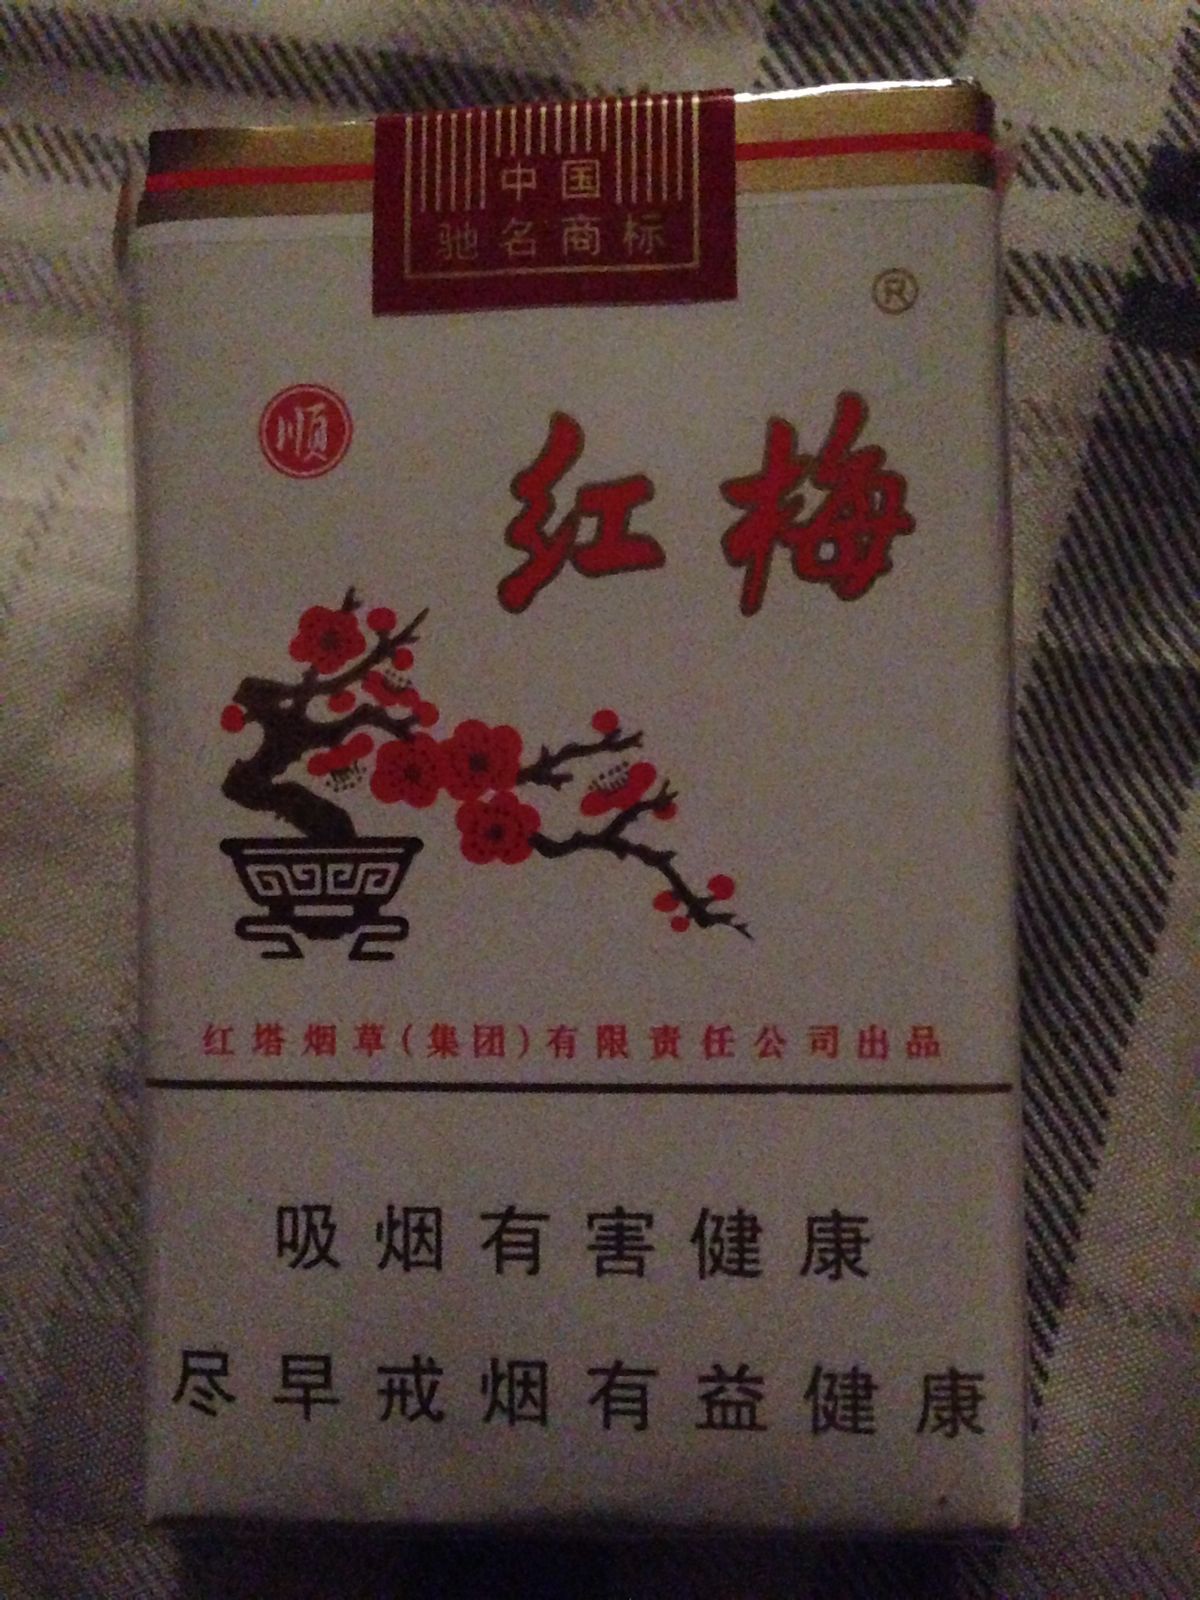 中国
驰名商标
®
顺
红梅
红塔烟草(集团)有限责任公司出品
吸烟有害健康
尽早戒烟有益健康